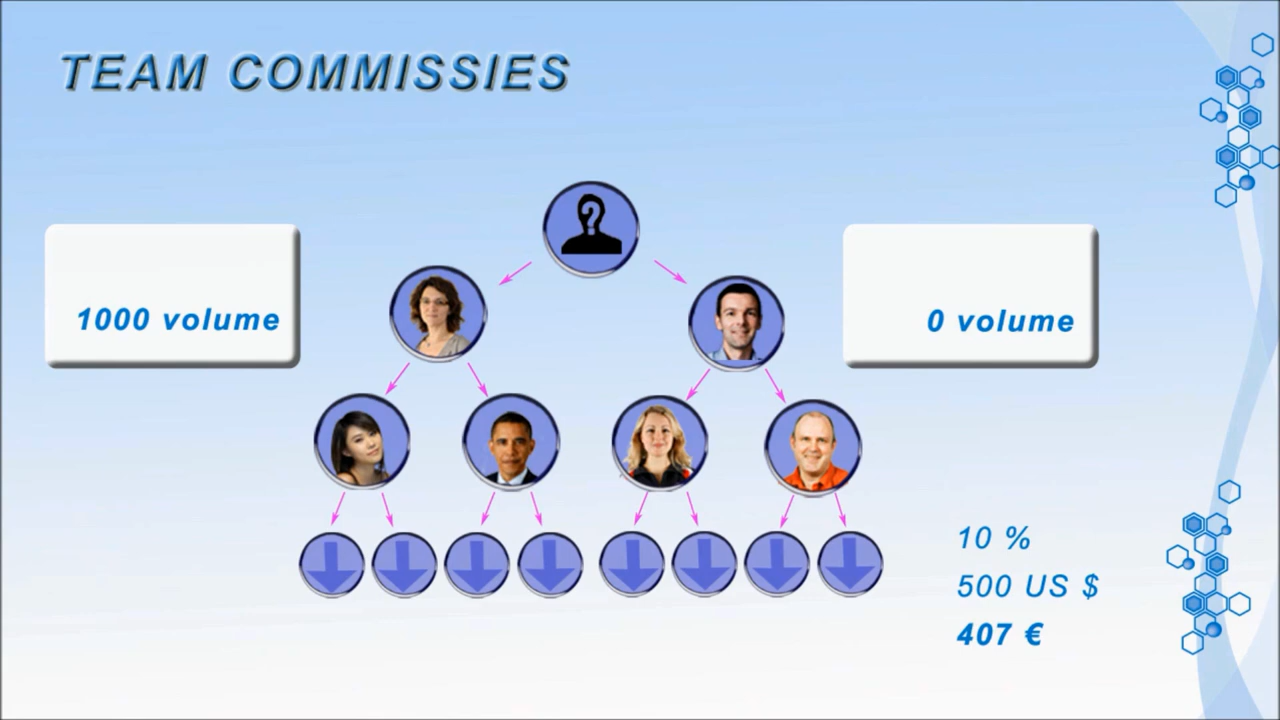 TEAM COMMISSIES
1000 volume
0 volume
10 %
500 US $
407 €